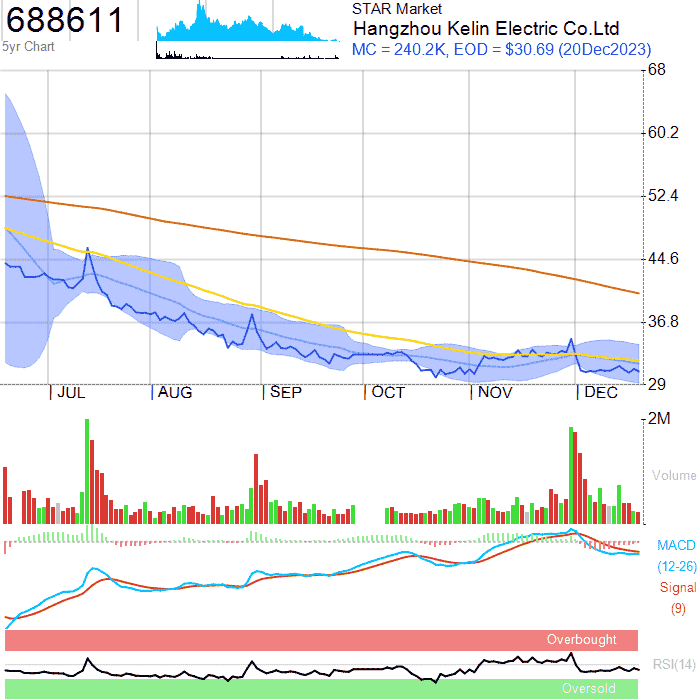 688611
5yr Chart
STAR Market
Hangzhou Kelin Electric Co.Ltd
MC = 240.2K, EOD = $30.69 (20Dec2023)
68
60.2
52.4
44.6
36.8
29
JUL AUG SEP OCT NOV DEC
2M
Volume
MACD
(12-26)
Signal
(9)
Overbought
RSI(14)
Oversold